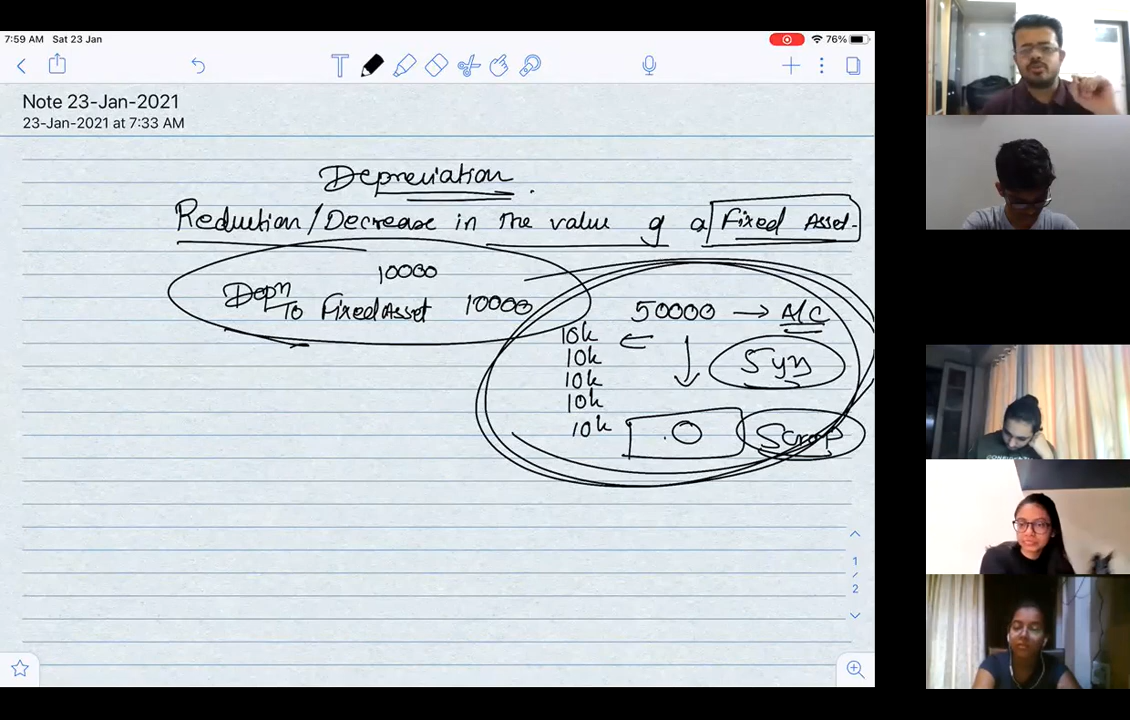 7:59 AM Sat 23 Jan
76%
Note 23-Jan-2021
23-Jan-2021 at 7:33 AM
Depreciation
Reduction/Decrease in the value of a Fixed Asset.
10000
Depn
To Fixed Asset 10000
50000 → A/C
10k
10k 5 yrs
10k
10k
10k 0 Scrap
1
/
2